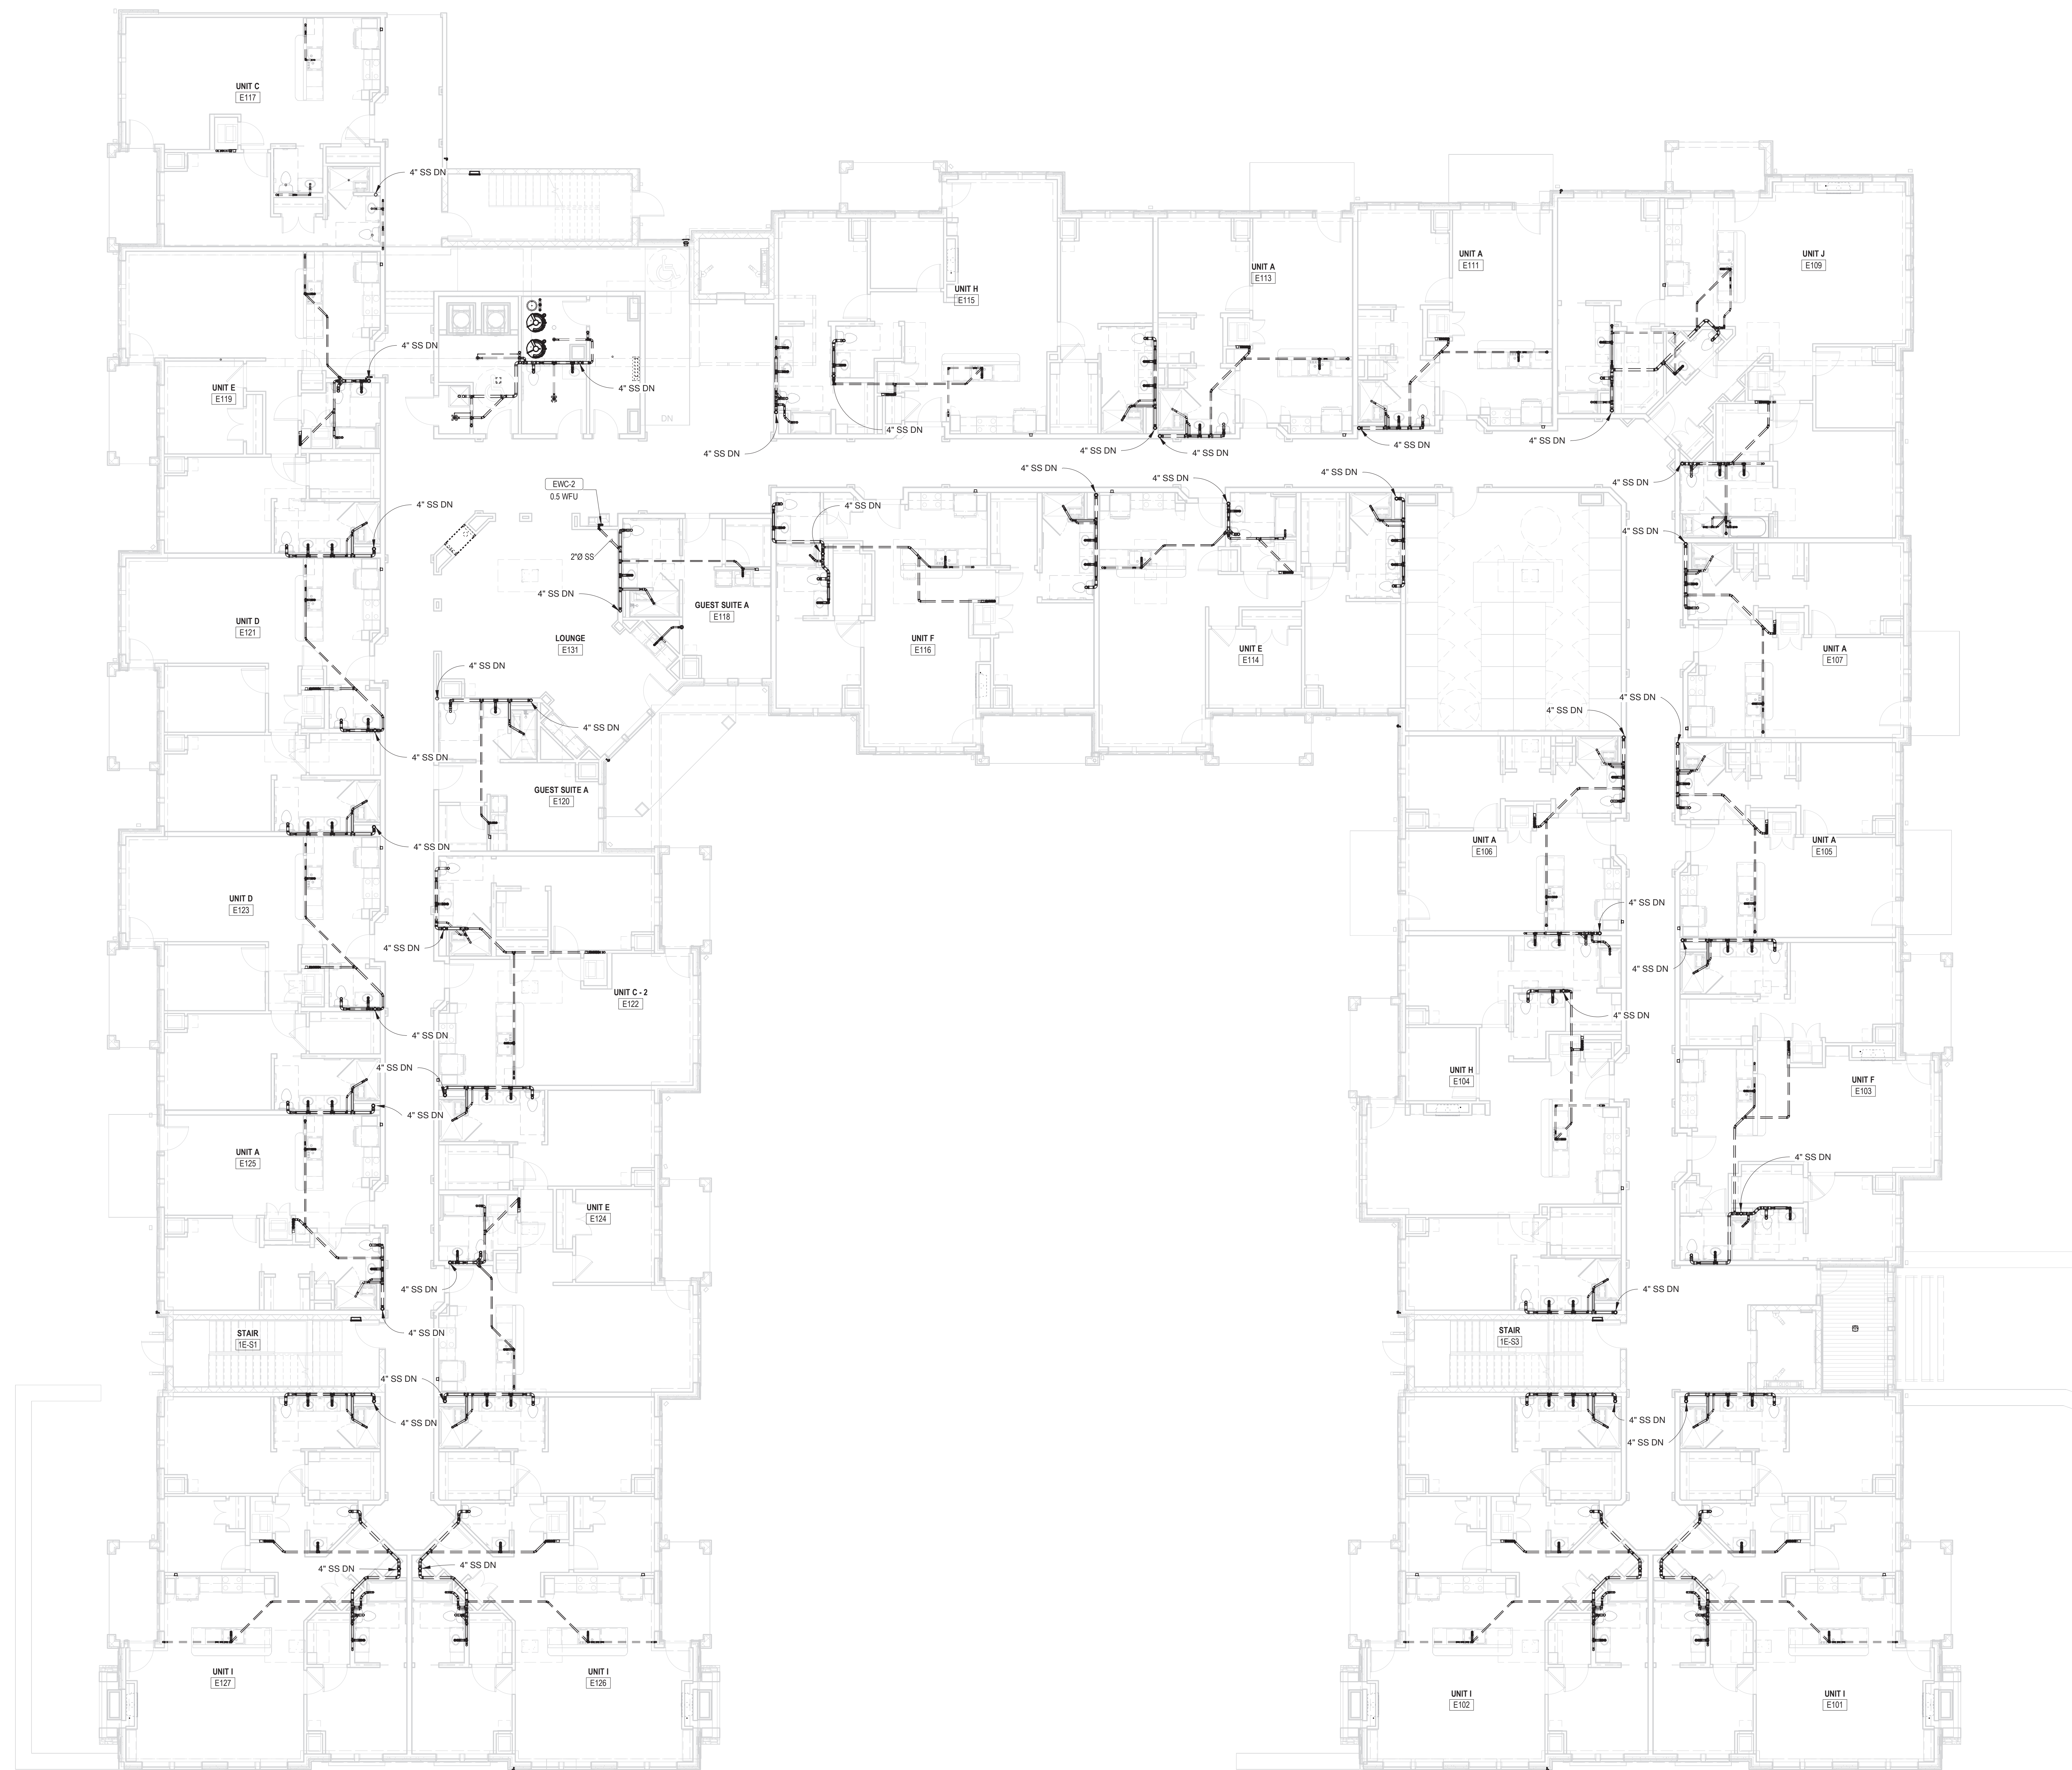 UNIT C
E117
4" SS DN
UNIT J
E109
UNIT A
E111
UNIT A
E113
UNIT H
E115
4" SS DN
UNIT E
E119
4" SS DN
4" SS DN
4" SS DN
4" SS DN
4" SS DN
4" SS DN
4" SS DN
4" SS DN
DN
4" SS DN
4" SS DN
4" SS DN
4" SS DN
EWC-2
0.5 WFU
4" SS DN
4" SS DN
4" SS DN
2"Ø SS
4" SS DN
GUEST SUITE A
E118
UNIT D
E121
LOUNGE
E131
UNIT F
E116
UNIT E
E114
UNIT A
E107
4" SS DN
4" SS DN
4" SS DN
4" SS DN
4" SS DN
GUEST SUITE A
E120
4" SS DN
UNIT A
E106
UNIT A
E105
UNIT D
E123
4" SS DN
4" SS DN
4" SS DN
UNIT C - 2
E122
4" SS DN
4" SS DN
4" SS DN
UNIT H
E104
UNIT F
E103
4" SS DN
UNIT A
E125
4" SS DN
UNIT E
E124
4" SS DN
4" SS DN
4" SS DN
STAIR
1E-S1
STAIR
1E-S3
4" SS DN
4" SS DN
4" SS DN
4" SS DN
4" SS DN
4" SS DN
UNIT I
E127
UNIT I
E126
UNIT I
E102
UNIT I
E101